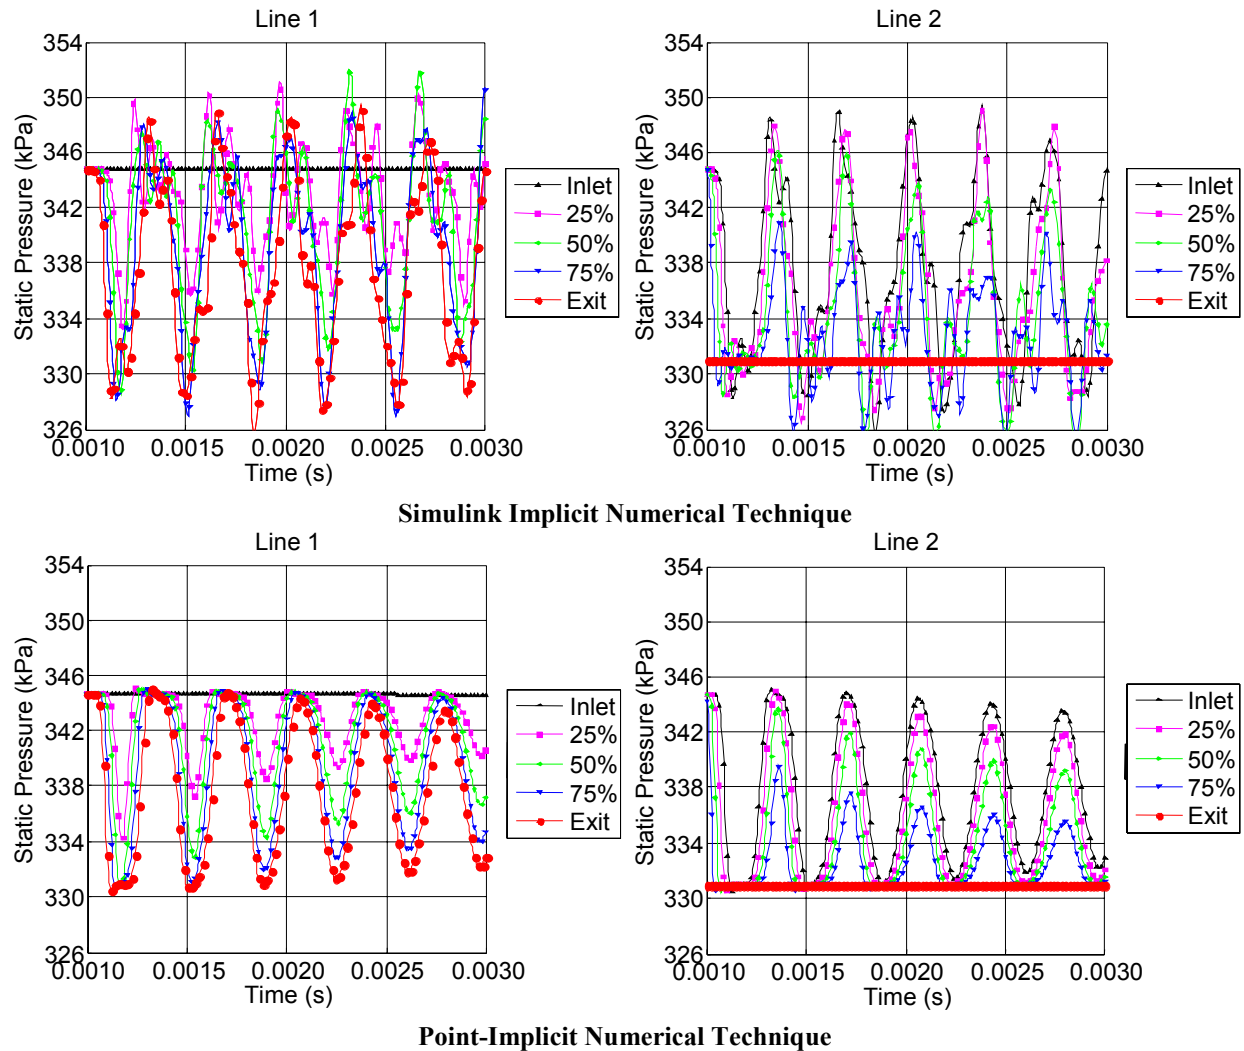 Line 1
Static Pressure (kPa)
354
350
346
342
338
334
330
326
0.0010 0.0015 0.0020 0.0025 0.0030
Time (s)
Inlet
25%
50%
75%
Exit
Line 2
Static Pressure (kPa)
354
350
346
342
338
334
330
326
0.0010 0.0015 0.0020 0.0025 0.0030
Time (s)
Inlet
25%
50%
75%
Exit
Simulink Implicit Numerical Technique
Line 1
Static Pressure (kPa)
354
350
346
342
338
334
330
326
0.0010 0.0015 0.0020 0.0025 0.0030
Time (s)
Inlet
25%
50%
75%
Exit
Line 2
Static Pressure (kPa)
354
350
346
342
338
334
330
326
0.0010 0.0015 0.0020 0.0025 0.0030
Time (s)
Inlet
25%
50%
75%
Exit
Point-Implicit Numerical Technique